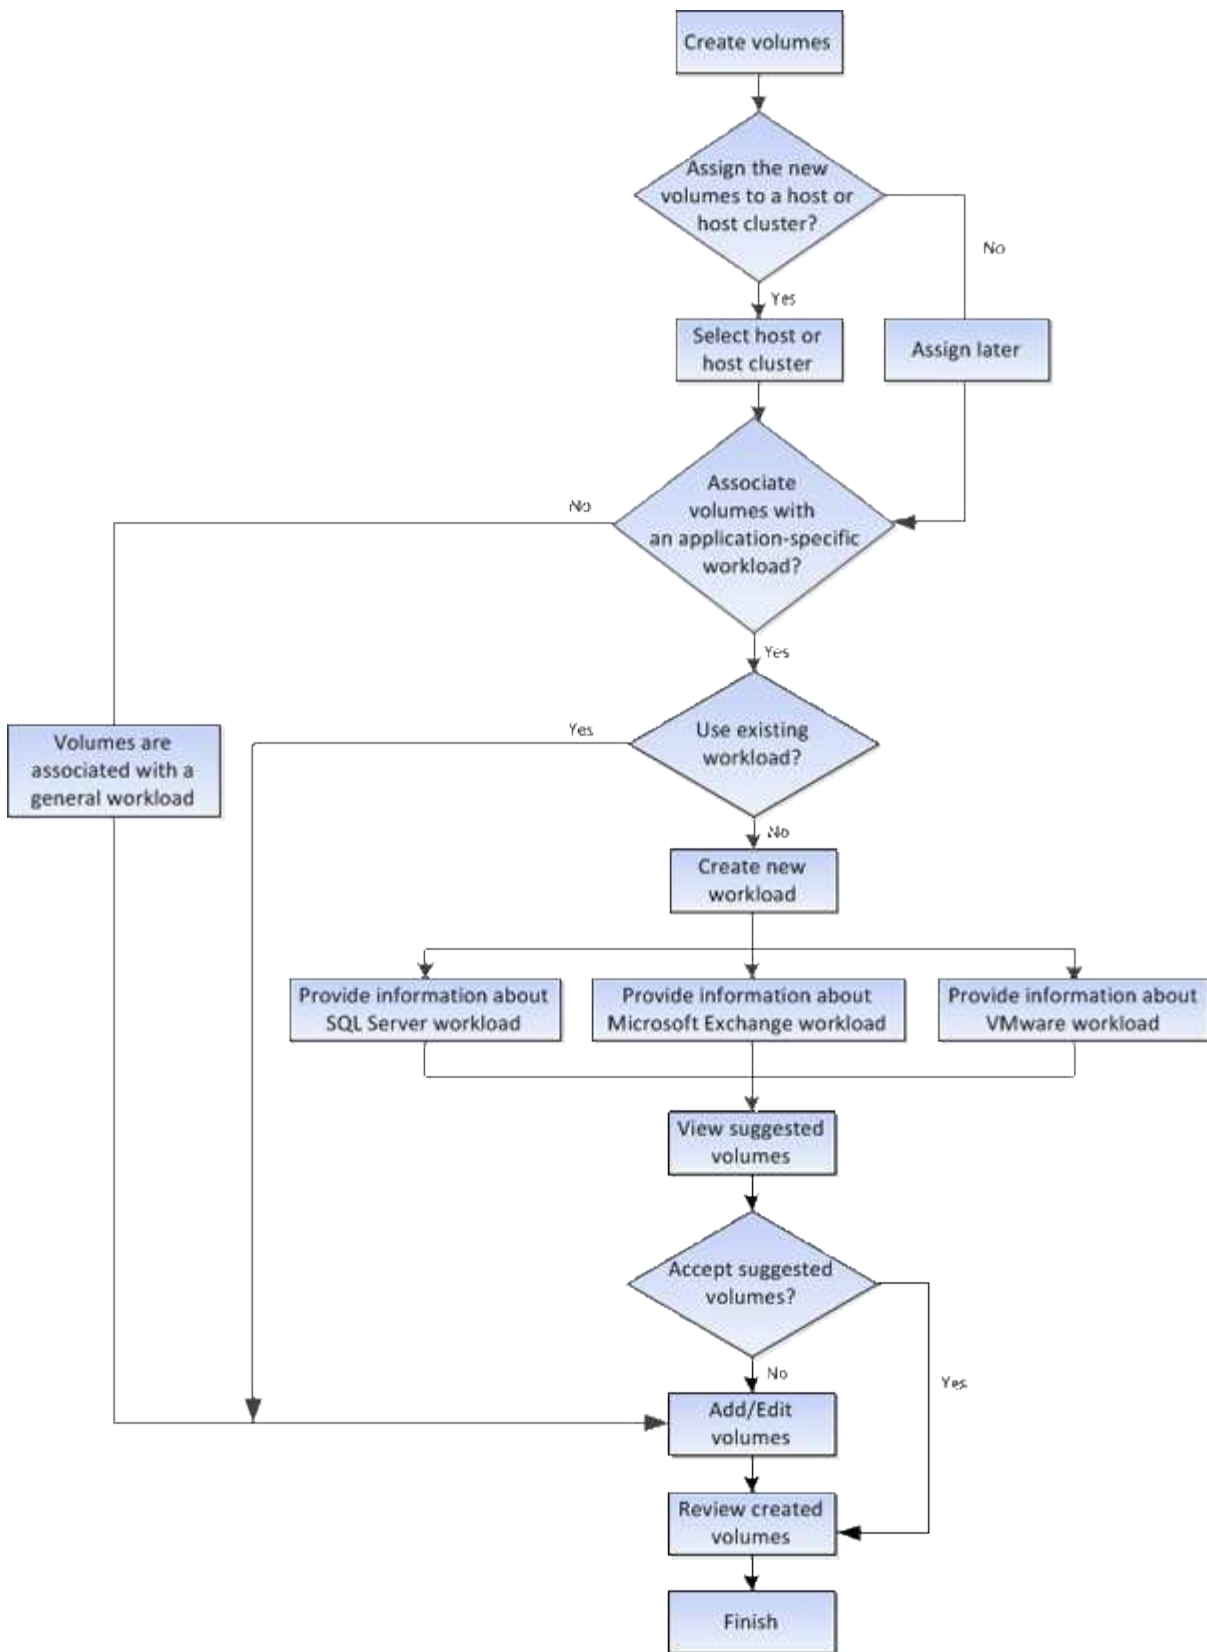 Create volumes
Assign the new
volumes to a host or
host cluster?
No
Yes
Select host or
host cluster
Assign later
Associate
volumes with
an application-specific
workload?
No
Yes
Use existing
workload?
Yes
Volumes are
associated with a
general workload
No
Create new
workload
Provide information about
SQL Server workload
Provide information about
Microsoft Exchange workload
Provide information about
VMware workload
View suggested
volumes
Accept suggested
volumes?
No
Yes
Add/Edit
volumes
Review created
volumes
Finish